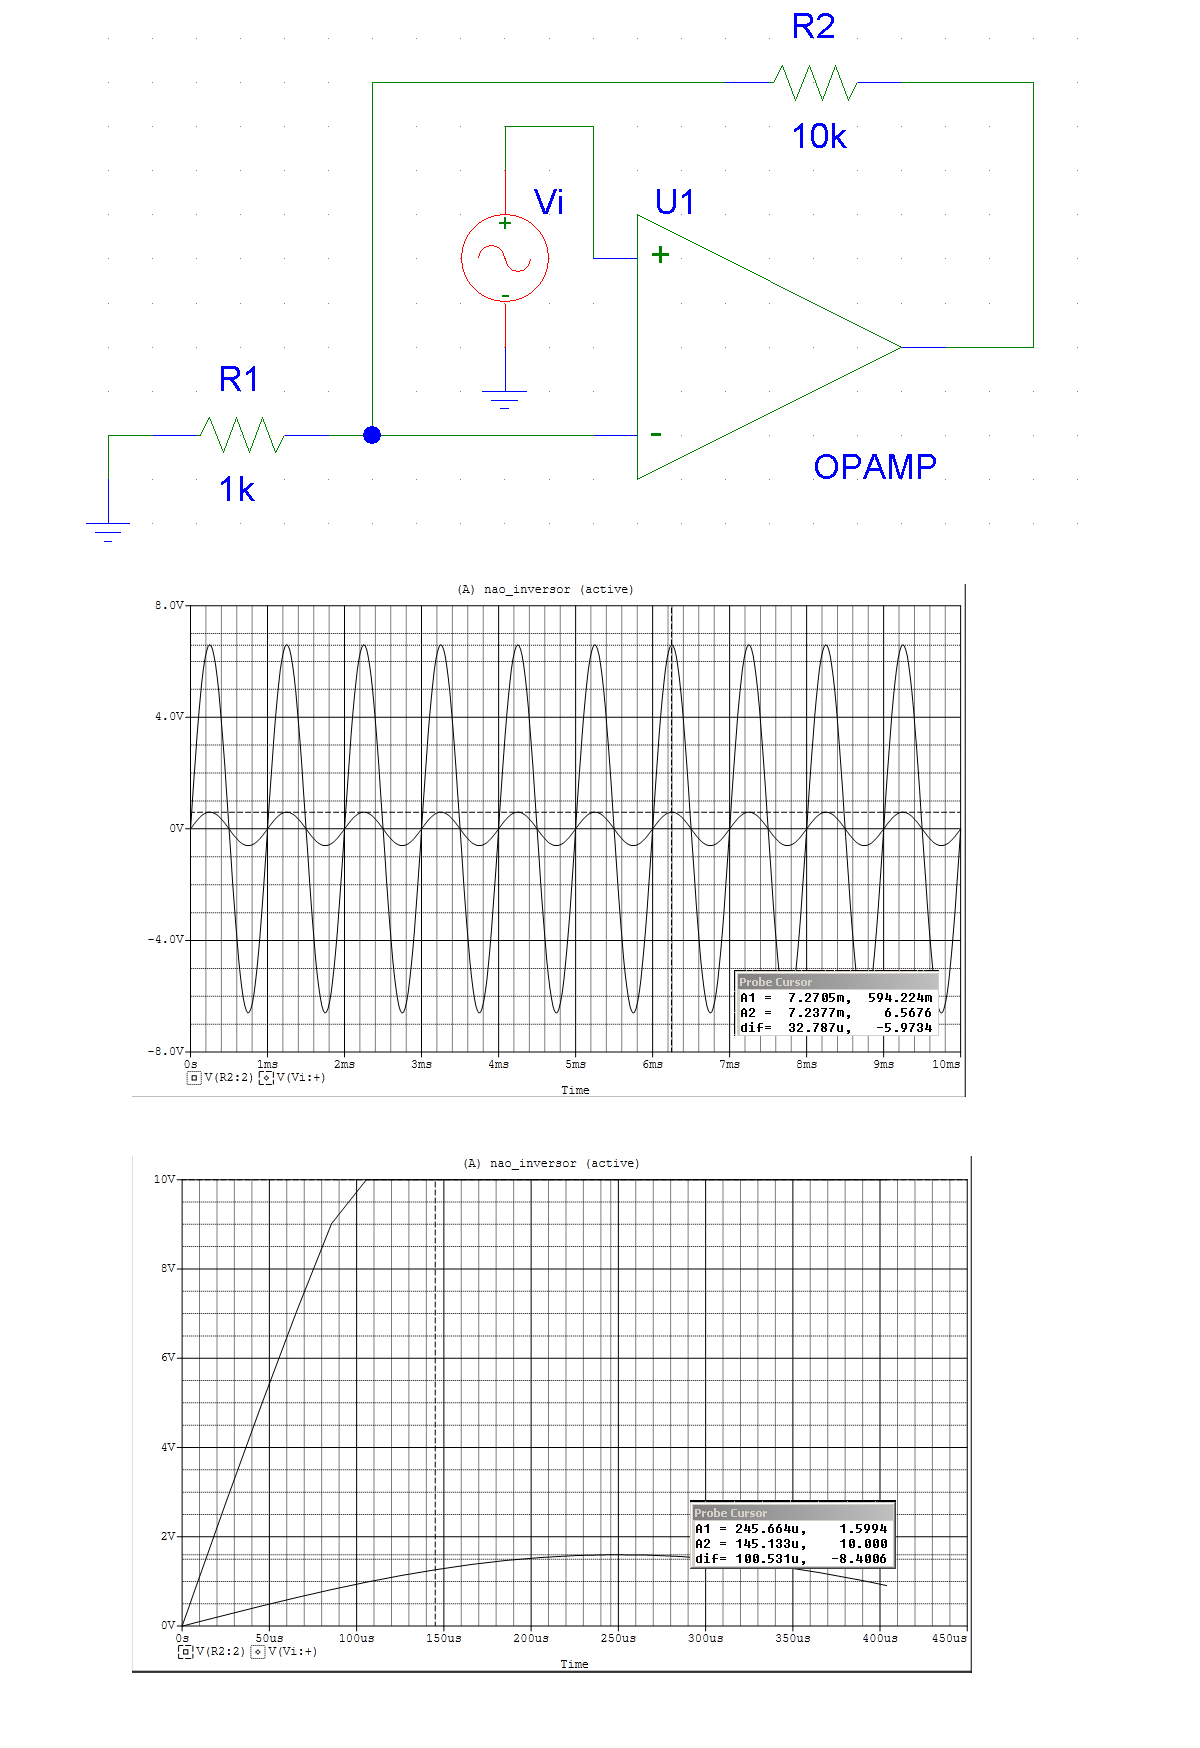 R2
10k
Vi
U1
+
+
-
R1
1k
-
OPAMP
(A) nao_inversor (active)
8.0V
4.0V
0V
-4.0V
-8.0V
Probe Cursor
A1 = 7.2705m, 594.224m
A2 = 7.2377m, 6.5676
dif= 32.787u, -5.9734
0s 1ms 2ms 3ms 4ms 5ms 6ms 7ms 8ms 9ms 10ms
V(R2:2) V(Vi:+)
Time
(A) nao_inversor (active)
10V
8V
6V
4V
2V
0V
Probe Cursor
A1 = 245.664u, 1.5994
A2 = 145.133u, 10.000
dif= 100.531u, -8.4006
0s 50us 100us 150us 200us 250us 300us 350us 400us 450us
V(R2:2) V(Vi:+)
Time